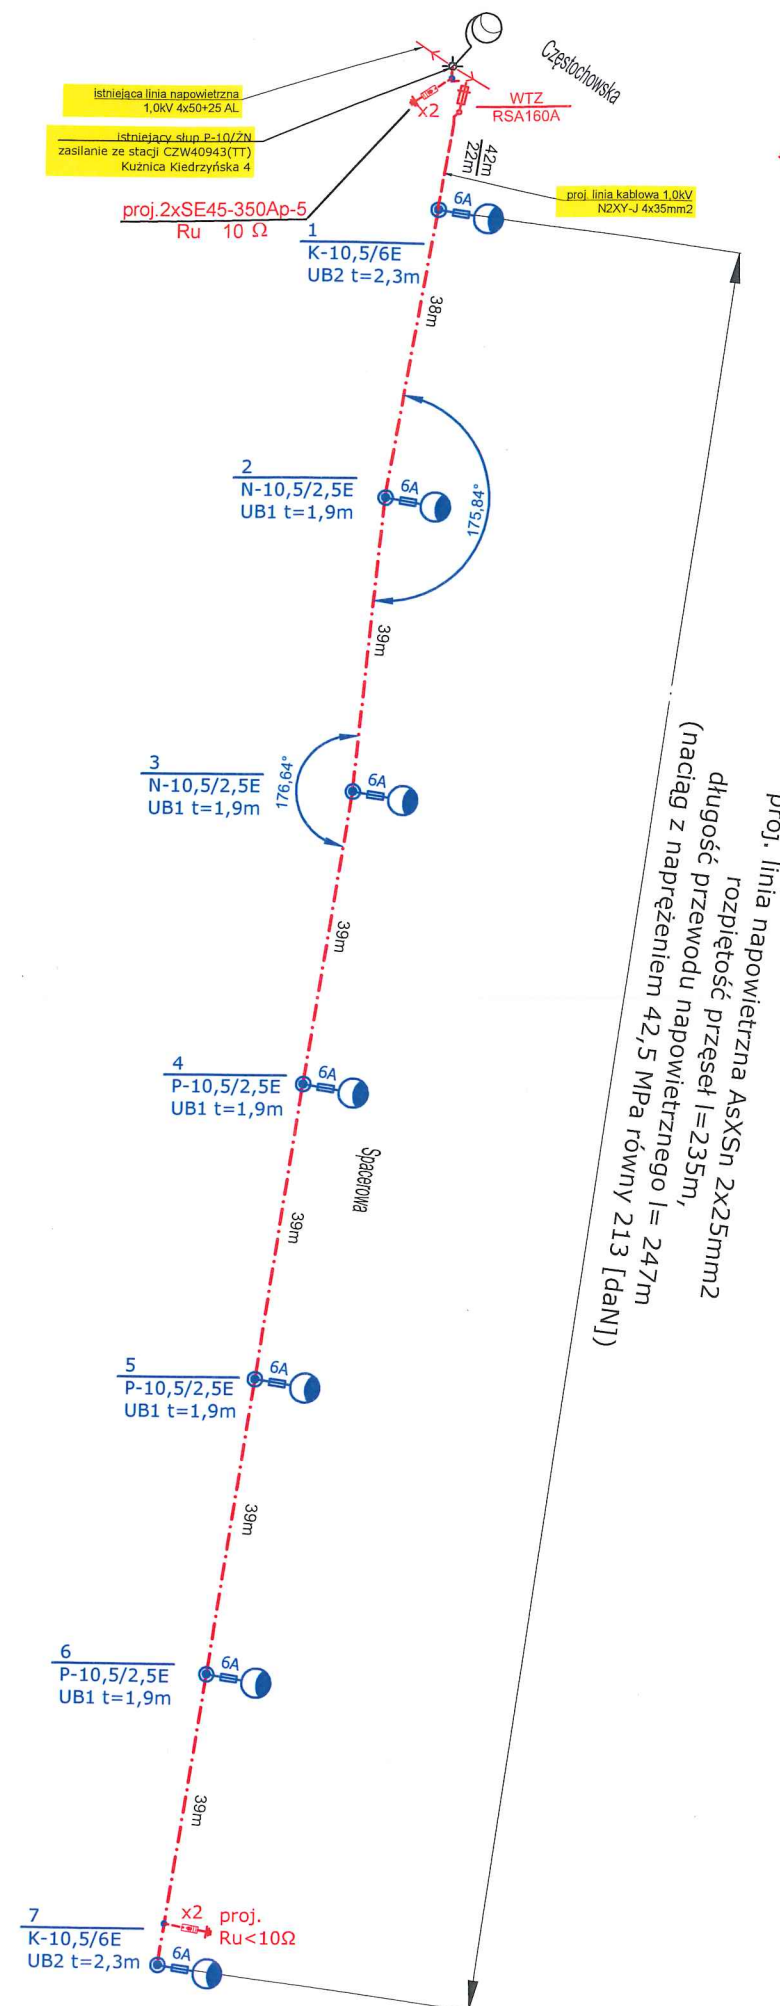 Częstochowska
istniejąca linia napowietrzna
1,0kV 4x50+25 AL
istniejący słup P-10/ŻN
zasilanie ze stacji CZW40943(TT)
Kuźnica Kiedrzyńska 4
x2
WTZ
RSA160A
42m
22m
proj. linia kablowa 1,0kV
N2XY-J 4x35mm2
proj.2xSE45-350Ap-5
Ru 10 Ω
1
K-10,5/6E
UB2 t=2,3m
6A
38m
2
N-10,5/2,5E
UB1 t=1,9m
6A
175,84°
39m
3
N-10,5/2,5E
UB1 t=1,9m
176,64°
6A
39m
proj. linia napowietrzna AsXSn 2x25mm2
rozpiętość przęseł l=235m,
długość przewodu napowietrznego l= 247m
(naciąg z naprężeniem 42,5 MPa równy 213 [daN])
4
P-10,5/2,5E
UB1 t=1,9m
6A
Spacerowa
39m
5
P-10,5/2,5E
UB1 t=1,9m
6A
39m
6
P-10,5/2,5E
UB1 t=1,9m
6A
39m
7
K-10,5/6E
UB2 t=2,3m
6A
x2
proj.
Ru<10Ω